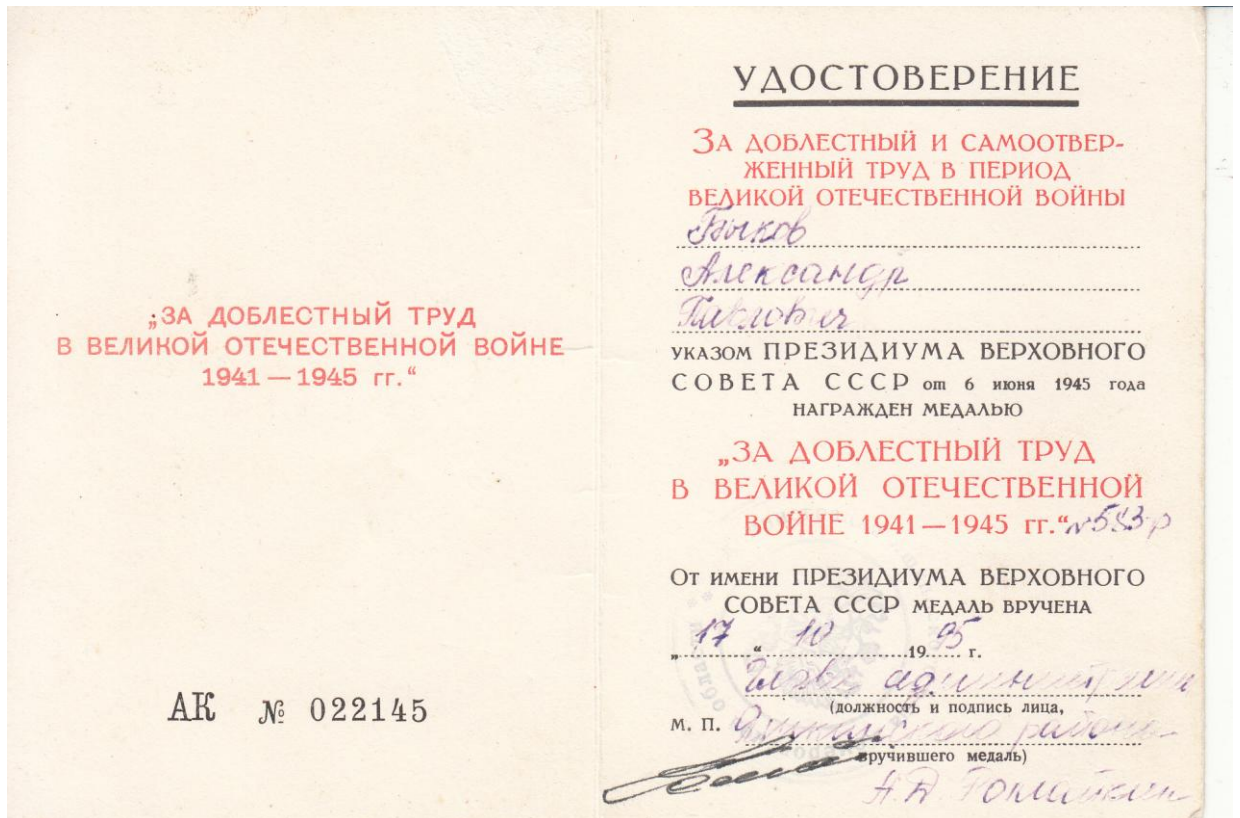 „ЗА ДОБЛЕСТНЫЙ ТРУД
В ВЕЛИКОЙ ОТЕЧЕСТВЕННОЙ ВОЙНЕ
1941 — 1945 гг.“
АК № 022145
УДОСТОВЕРЕНИЕ
ЗА ДОБЛЕСТНЫЙ И САМООТВЕР-
ЖЕННЫЙ ТРУД В ПЕРИОД
ВЕЛИКОЙ ОТЕЧЕСТВЕННОЙ ВОЙНЫ
Быков
Александр
Павлович
УКАЗОМ ПРЕЗИДИУМА ВЕРХОВНОГО
СОВЕТА СССР от 6 июня 1945 года
НАГРАЖДЕН МЕДАЛЬЮ
„ЗА ДОБЛЕСТНЫЙ ТРУД
В ВЕЛИКОЙ ОТЕЧЕСТВЕННОЙ
ВОЙНЕ 1941—1945 гг.“
ОТ ИМЕНИ ПРЕЗИДИУМА ВЕРХОВНОГО
СОВЕТА СССР МЕДАЛЬ ВРУЧЕНА
„17“ 10 1995 г.
Глава администрации
(должность и подпись лица,
М. П. района
вручившего медаль)